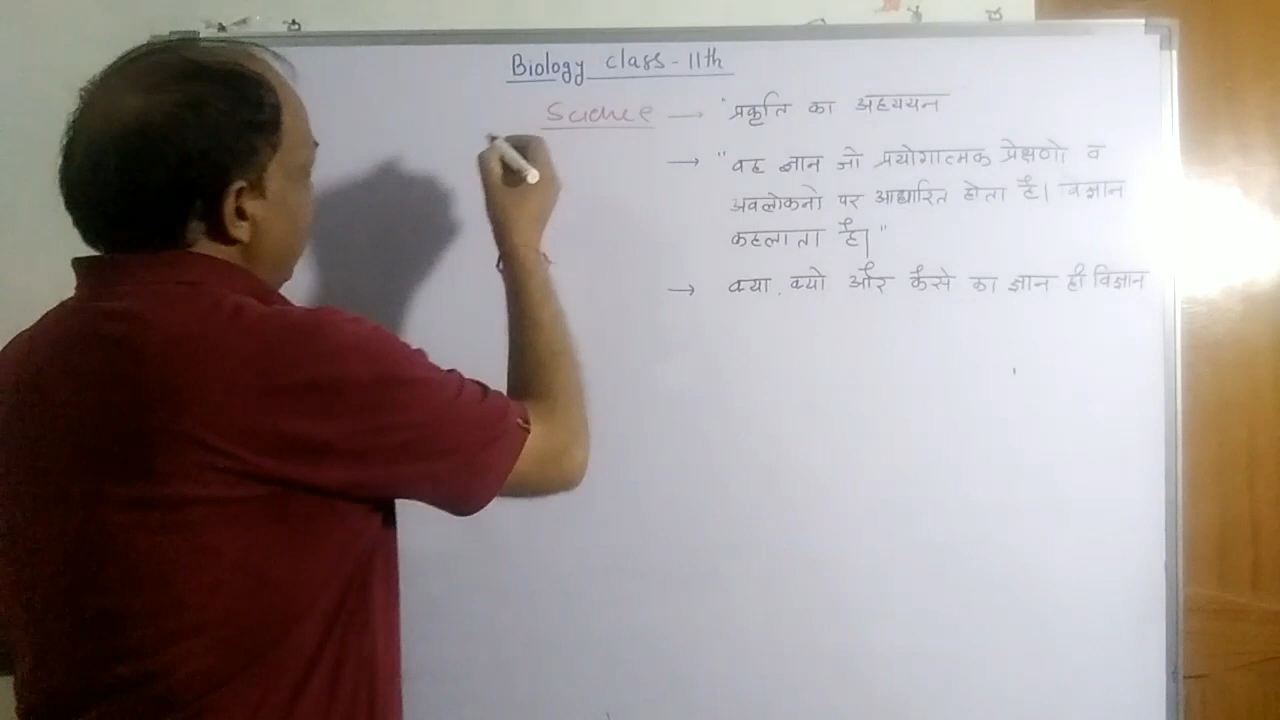 Biology class - 11th
Science → "प्रकृति का अध्ययन
→ "वह ज्ञान जो प्रयोगात्मक प्रेक्षणो व
अवलोकनो पर आधारित होता है। विज्ञान
कहलाता है।"
→ क्या, क्यो और कैसे का ज्ञान ही विज्ञान